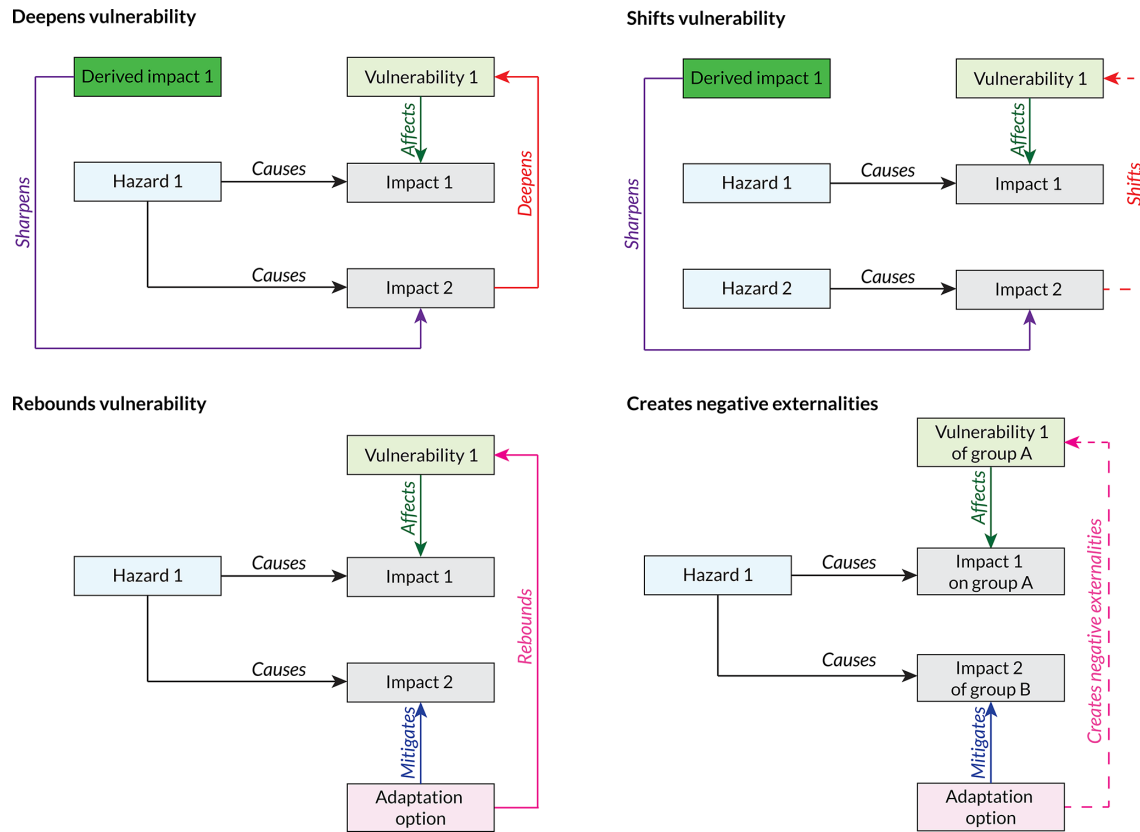 Deepens vulnerability
Derived impact 1
Vulnerability 1
Affects
Hazard 1
Causes
Impact 1
Sharpens
Deepens
Causes
Impact 2
Shifts vulnerability
Derived impact 1
Vulnerability 1
Affects
Hazard 1
Causes
Impact 1
Sharpens
Shifts
Hazard 2
Causes
Impact 2
Rebounds vulnerability
Vulnerability 1
Affects
Hazard 1
Causes
Impact 1
Rebounds
Causes
Impact 2
Mitigates
Adaptation
option
Creates negative externalities
Vulnerability 1
of group A
Affects
Hazard 1
Causes
Impact 1
on group A
Creates negative externalities
Causes
Impact 2
of group B
Mitigates
Adaptation
option